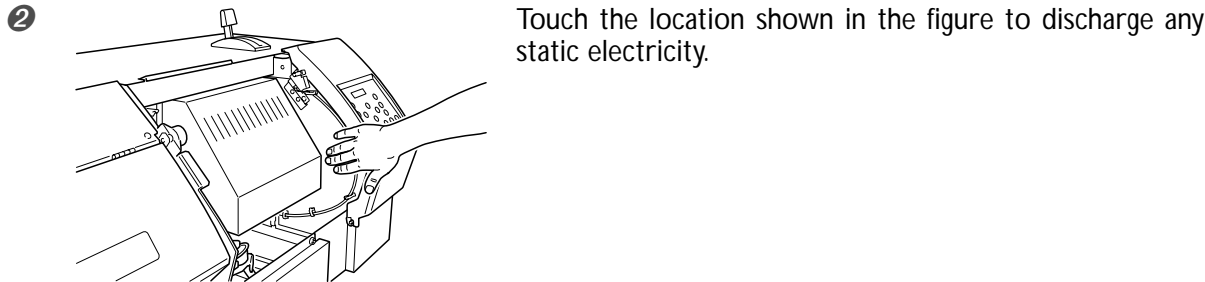 ❷
Touch the location shown in the figure to discharge any
static electricity.